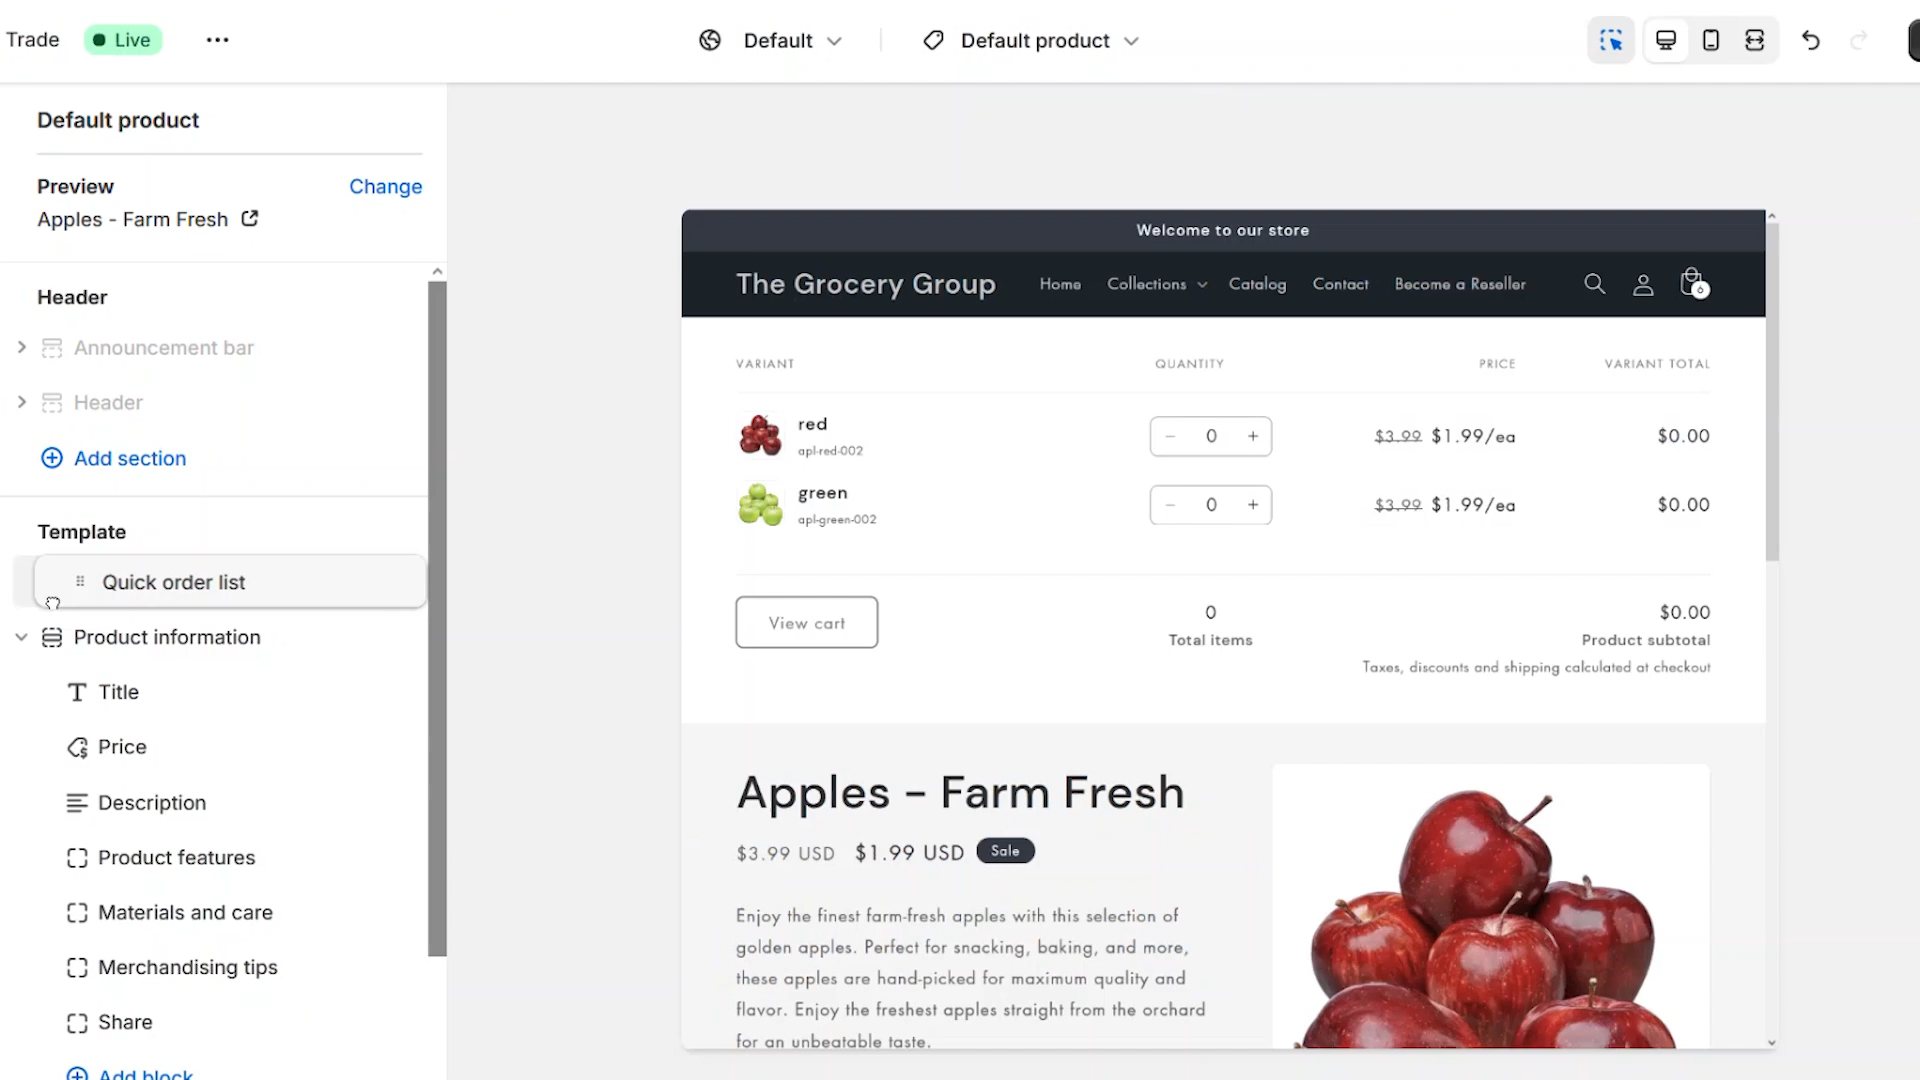 Trade
Live
Default
Default product
Default product
Preview
Change
Apples - Farm Fresh
Header
Announcement bar
Header
Add section
Template
Quick order list
Product information
Title
Price
Description
Product features
Materials and care
Merchandising tips
Share
Add block
Welcome to our store
The Grocery Group
Home Collections Catalog Contact Become a Reseller
6
VARIANT QUANTITY PRICE VARIANT TOTAL
red
apl-red-002
− 0 + $3.99 $1.99/ea $0.00
green
apl-green-002
− 0 + $3.99 $1.99/ea $0.00
View cart
0
Total items
$0.00
Product subtotal
Taxes, discounts and shipping calculated at checkout
Apples - Farm Fresh
$3.99 USD $1.99 USD Sale
Enjoy the finest farm-fresh apples with this selection of
golden apples. Perfect for snacking, baking, and more,
these apples are hand-picked for maximum quality and
flavor. Enjoy the freshest apples straight from the orchard
for an unbeatable taste.